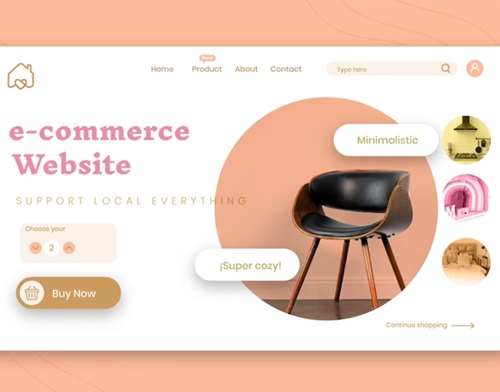 New
Home Product About Contact
Type here
e-commerce
Website
SUPPORT LOCAL EVERYTHING
Choose your
2
Buy Now
Minimalistic
¡Super cozy!
Continue shopping